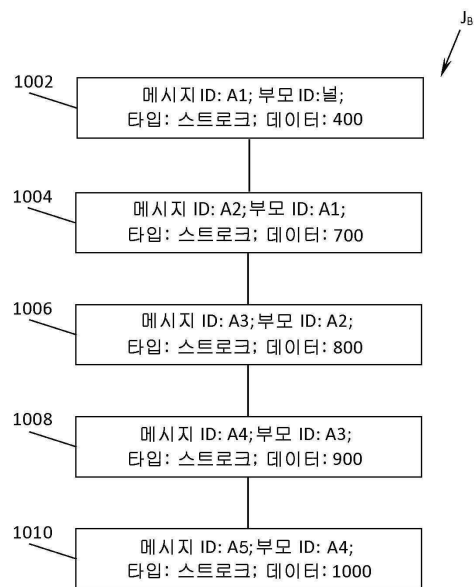 J_B
1002
메시지 ID: A1; 부모 ID:널;
타입: 스트로크; 데이터: 400
1004
메시지 ID: A2;부모 ID: A1;
타입: 스트로크; 데이터: 700
1006
메시지 ID: A3;부모 ID: A2;
타입: 스트로크; 데이터: 800
1008
메시지 ID: A4;부모 ID: A3;
타입: 스트로크; 데이터: 900
1010
메시지 ID: A5;부모 ID: A4;
타입: 스트로크; 데이터: 1000